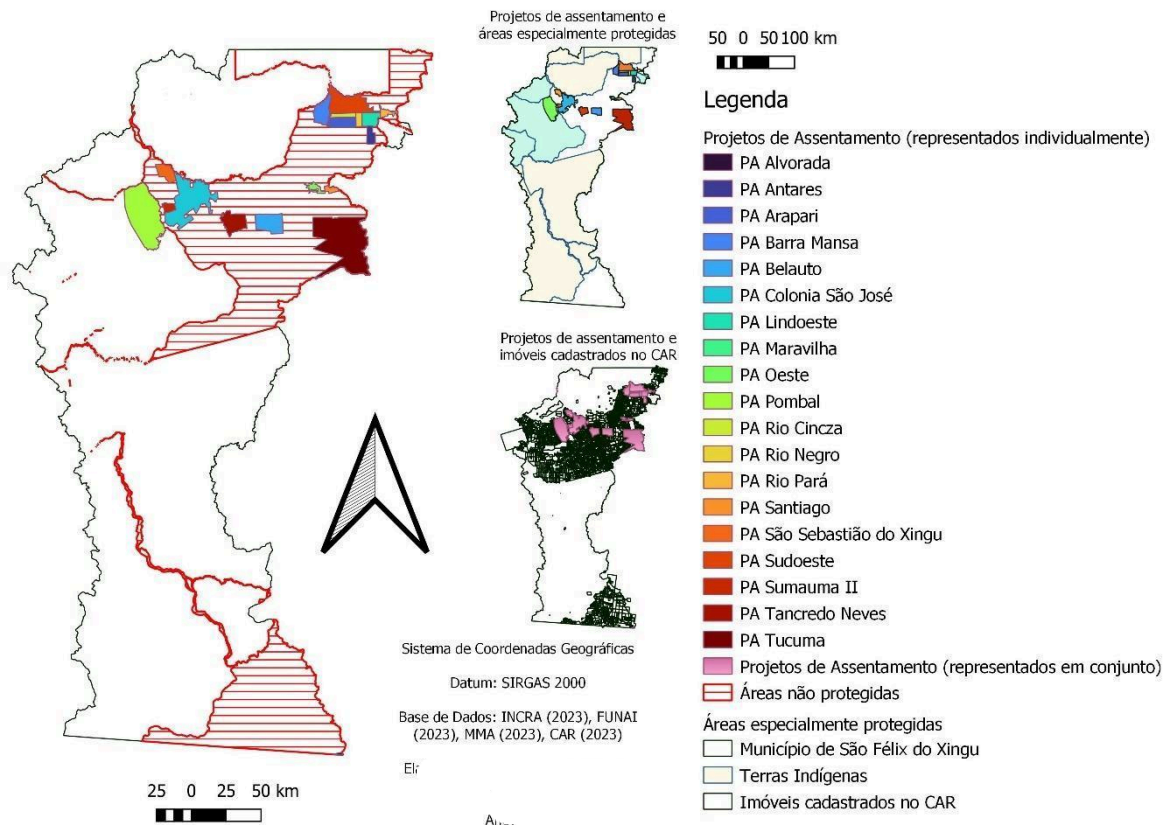 Projetos de assentamento e
áreas especialmente protegidas
50 0 50 100 km
Legenda
Projetos de Assentamento (representados individualmente)
PA Alvorada
PA Antares
PA Arapari
PA Barra Mansa
PA Belauto
PA Colonia São José
PA Lindoeste
PA Maravilha
PA Oeste
PA Pombal
PA Rio Cincza
PA Rio Negro
PA Rio Pará
PA Santiago
PA São Sebastião do Xingu
PA Sudoeste
PA Sumauma II
PA Tancredo Neves
PA Tucuma
Projetos de Assentamento (representados em conjunto)
Áreas não protegidas
Áreas especialmente protegidas
Município de São Félix do Xingu
Terras Indígenas
Imóveis cadastrados no CAR
Projetos de assentamento e
imóveis cadastrados no CAR
Sistema de Coordenadas Geográficas
Datum: SIRGAS 2000
Base de Dados: INCRA (2023), FUNAI
(2023), MMA (2023), CAR (2023)
25 0 25 50 km